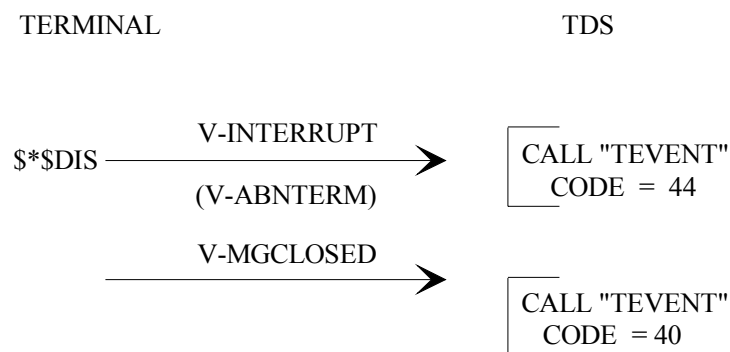 TERMINAL TDS
V-INTERRUPT
$*$DIS
(V-ABNTERM)
CALL "TEVENT"
CODE = 44
V-MGCLOSED
CALL "TEVENT"
CODE = 40